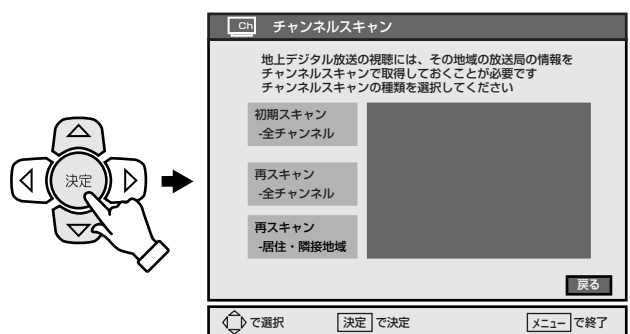 Ch チャンネルスキャン
地上デジタル放送の視聴には、その地域の放送局の情報を
チャンネルスキャンで取得しておくことが必要です
チャンネルスキャンの種類を選択してください
初期スキャン
-全チャンネル
再スキャン
-全チャンネル
再スキャン
-居住・隣接地域
決定
戻る
で選択 決定 で決定 メニュー で終了